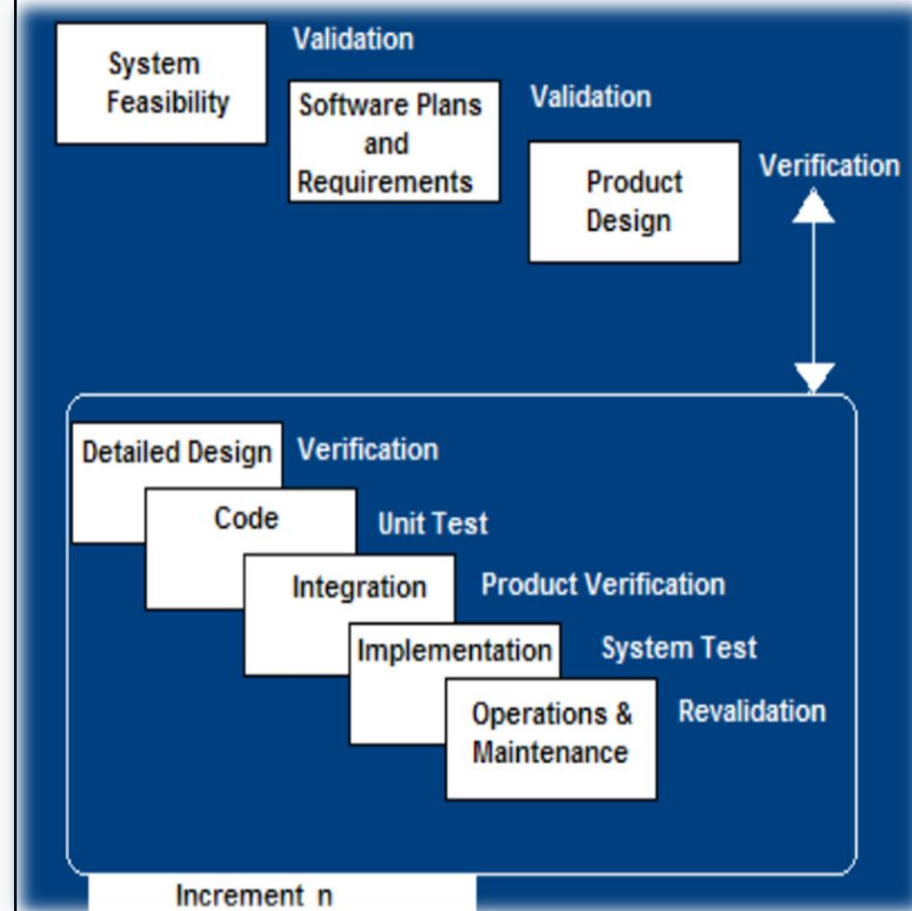 System
Feasibility
Validation
Software Plans
and
Requirements
Validation
Product
Design
Verification
Detailed Design
Verification
Code
Unit Test
Integration
Product Verification
Implementation
System Test
Operations &
Maintenance
Revalidation
Increment n